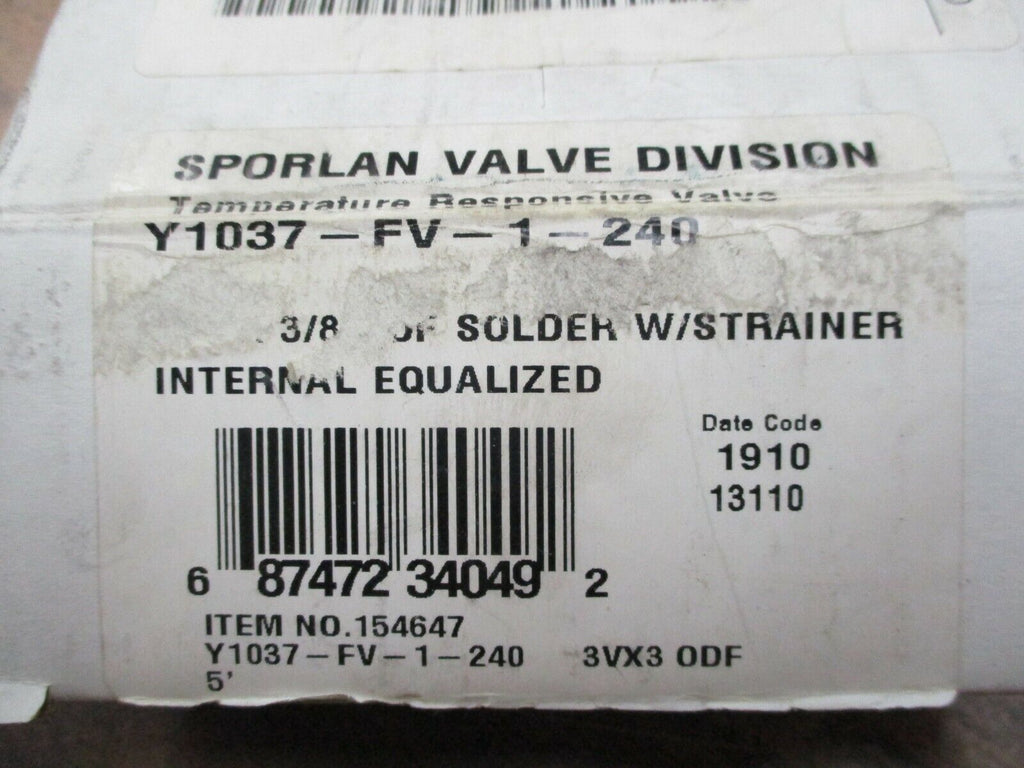 SPORLAN VALVE DIVISION
Temperature Responsive Valve
Y1037-FV-1-240
3/8 SOLDER W/STRAINER
INTERNAL EQUALIZED
Date Code
1910
13110
6 87472 34049 2
ITEM NO.154647
Y1037-FV-1-240 3VX3 ODF
5'